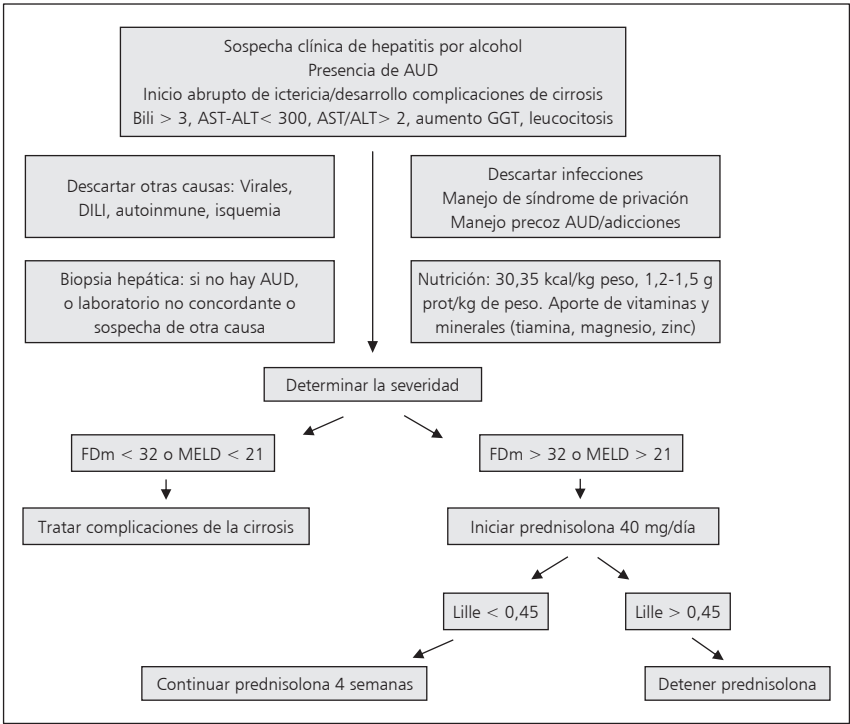 Sospecha clínica de hepatitis por alcohol
Presencia de AUD
Inicio abrupto de ictericia/desarrollo complicaciones de cirrosis
Bili > 3, AST-ALT< 300, AST/ALT> 2, aumento GGT, leucocitosis
Descartar otras causas: Virales,
DILI, autoinmune, isquemia
Descartar infecciones
Manejo de síndrome de privación
Manejo precoz AUD/adicciones
Biopsia hepática: si no hay AUD,
o laboratorio no concordante o
sospecha de otra causa
Nutrición: 30,35 kcal/kg peso, 1,2-1,5 g
prot/kg de peso. Aporte de vitaminas y
minerales (tiamina, magnesio, zinc)
Determinar la severidad
FDm < 32 o MELD < 21
FDm > 32 o MELD > 21
Tratar complicaciones de la cirrosis
Iniciar prednisolona 40 mg/día
Lille < 0,45
Lille > 0,45
Continuar prednisolona 4 semanas
Detener prednisolona